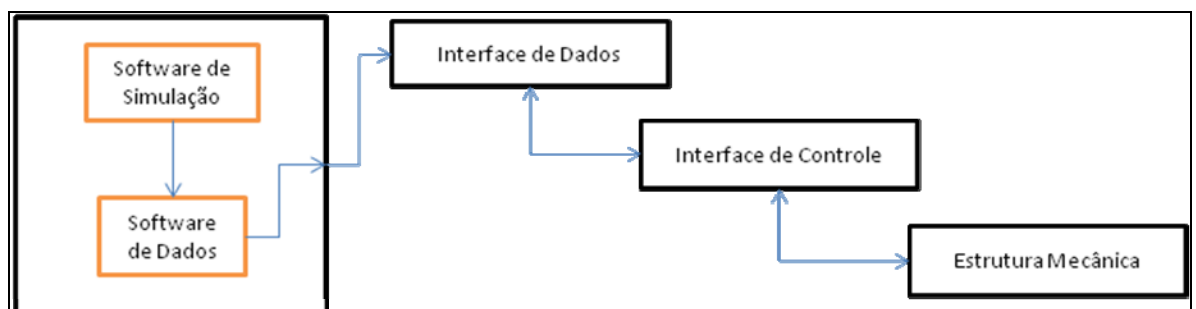 Software de
Simulação
Software
de Dados
Interface de Dados
Interface de Controle
Estrutura Mecânica